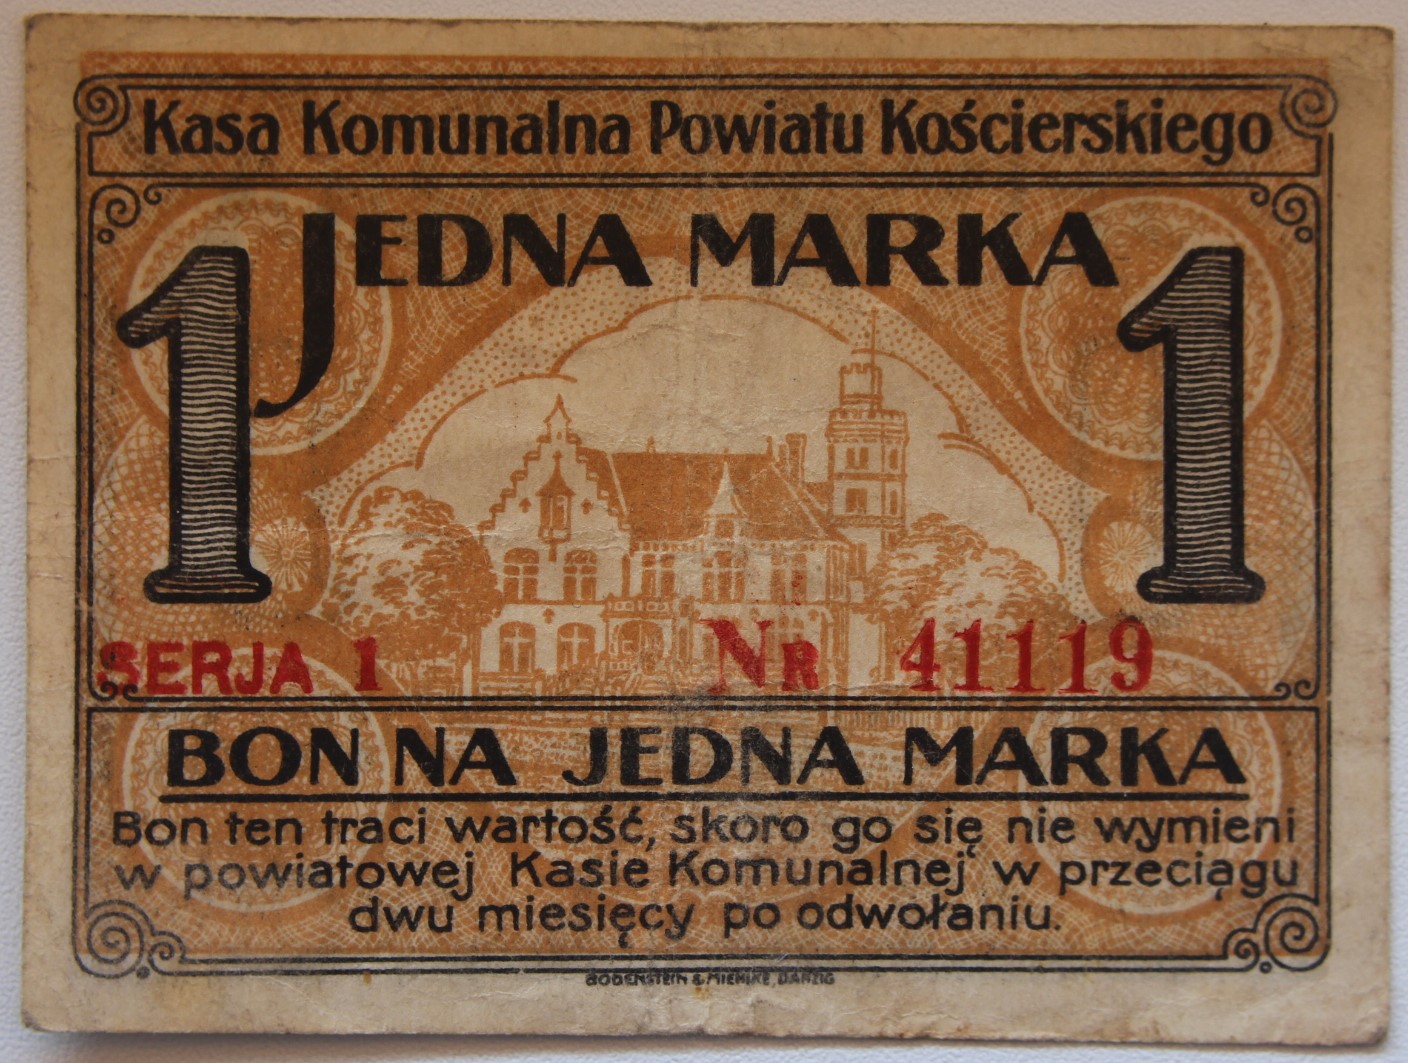 Kasa Komunalna Powiatu Kościerskiego
JEDNA MARKA
1 1
SERJA 1 NR 41119
BON NA JEDNA MARKA
Bon ten traci wartość, skoro go się nie wymieni
w powiatowej Kasie Komunalnej w przeciągu
dwu miesięcy po odwołaniu.
BODENSTEIN & MIEHLKE, DANZIG